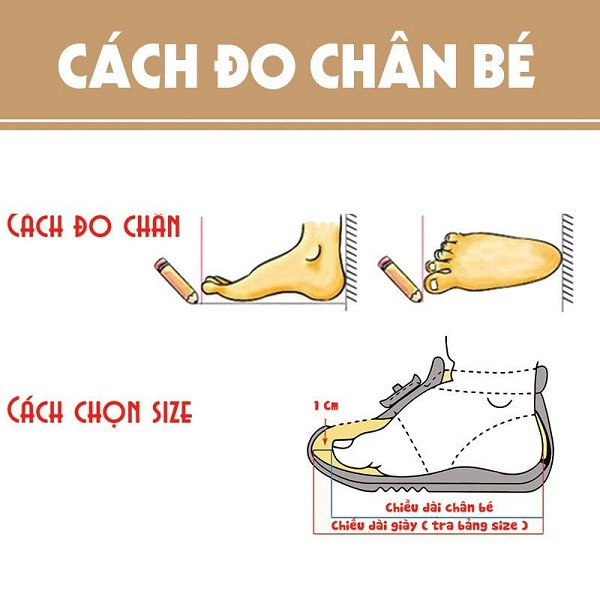 CÁCH ĐO CHÂN BÉ
CÁCH ĐO CHÂN
CÁCH CHỌN SIZE
1 Cm
Chiều dài chân bé
Chiều dài giày ( tra bảng size )